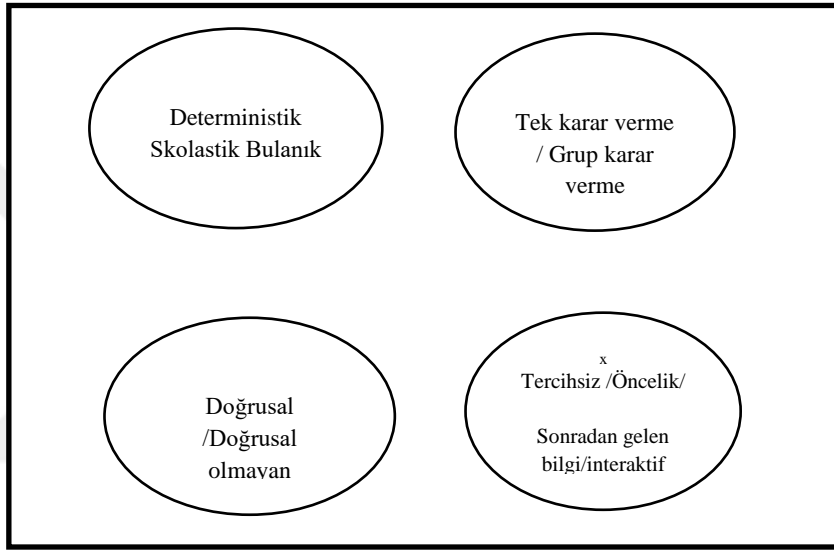 Deterministik
Skolastik Bulanık
Tek karar verme
/ Grup karar
verme
Doğrusal
/Doğrusal
olmayan
x
Tercihsiz /Öncelik/
Sonradan gelen
bilgi/interaktif